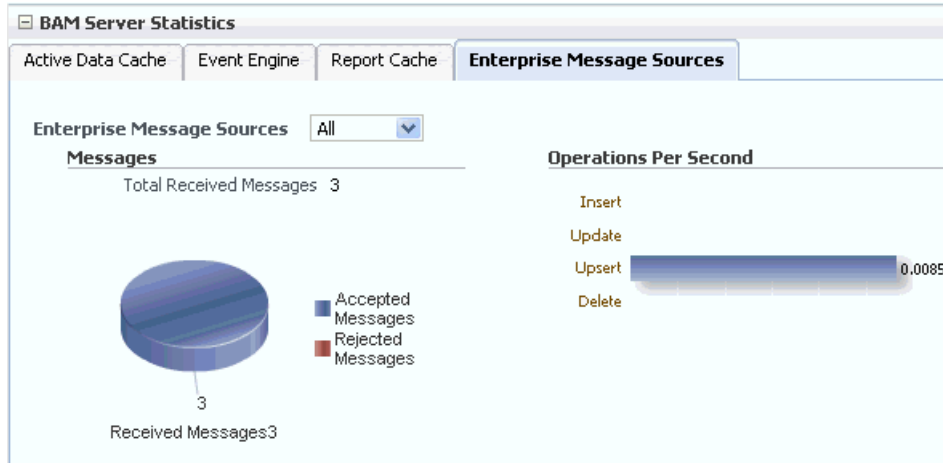 BAM Server Statistics
Active Data Cache Event Engine Report Cache Enterprise Message Sources
Enterprise Message Sources All
Messages
Total Received Messages 3
Accepted
Messages
Rejected
Messages
3
Received Messages3
Operations Per Second
Insert
Update
Upsert 0.0085
Delete